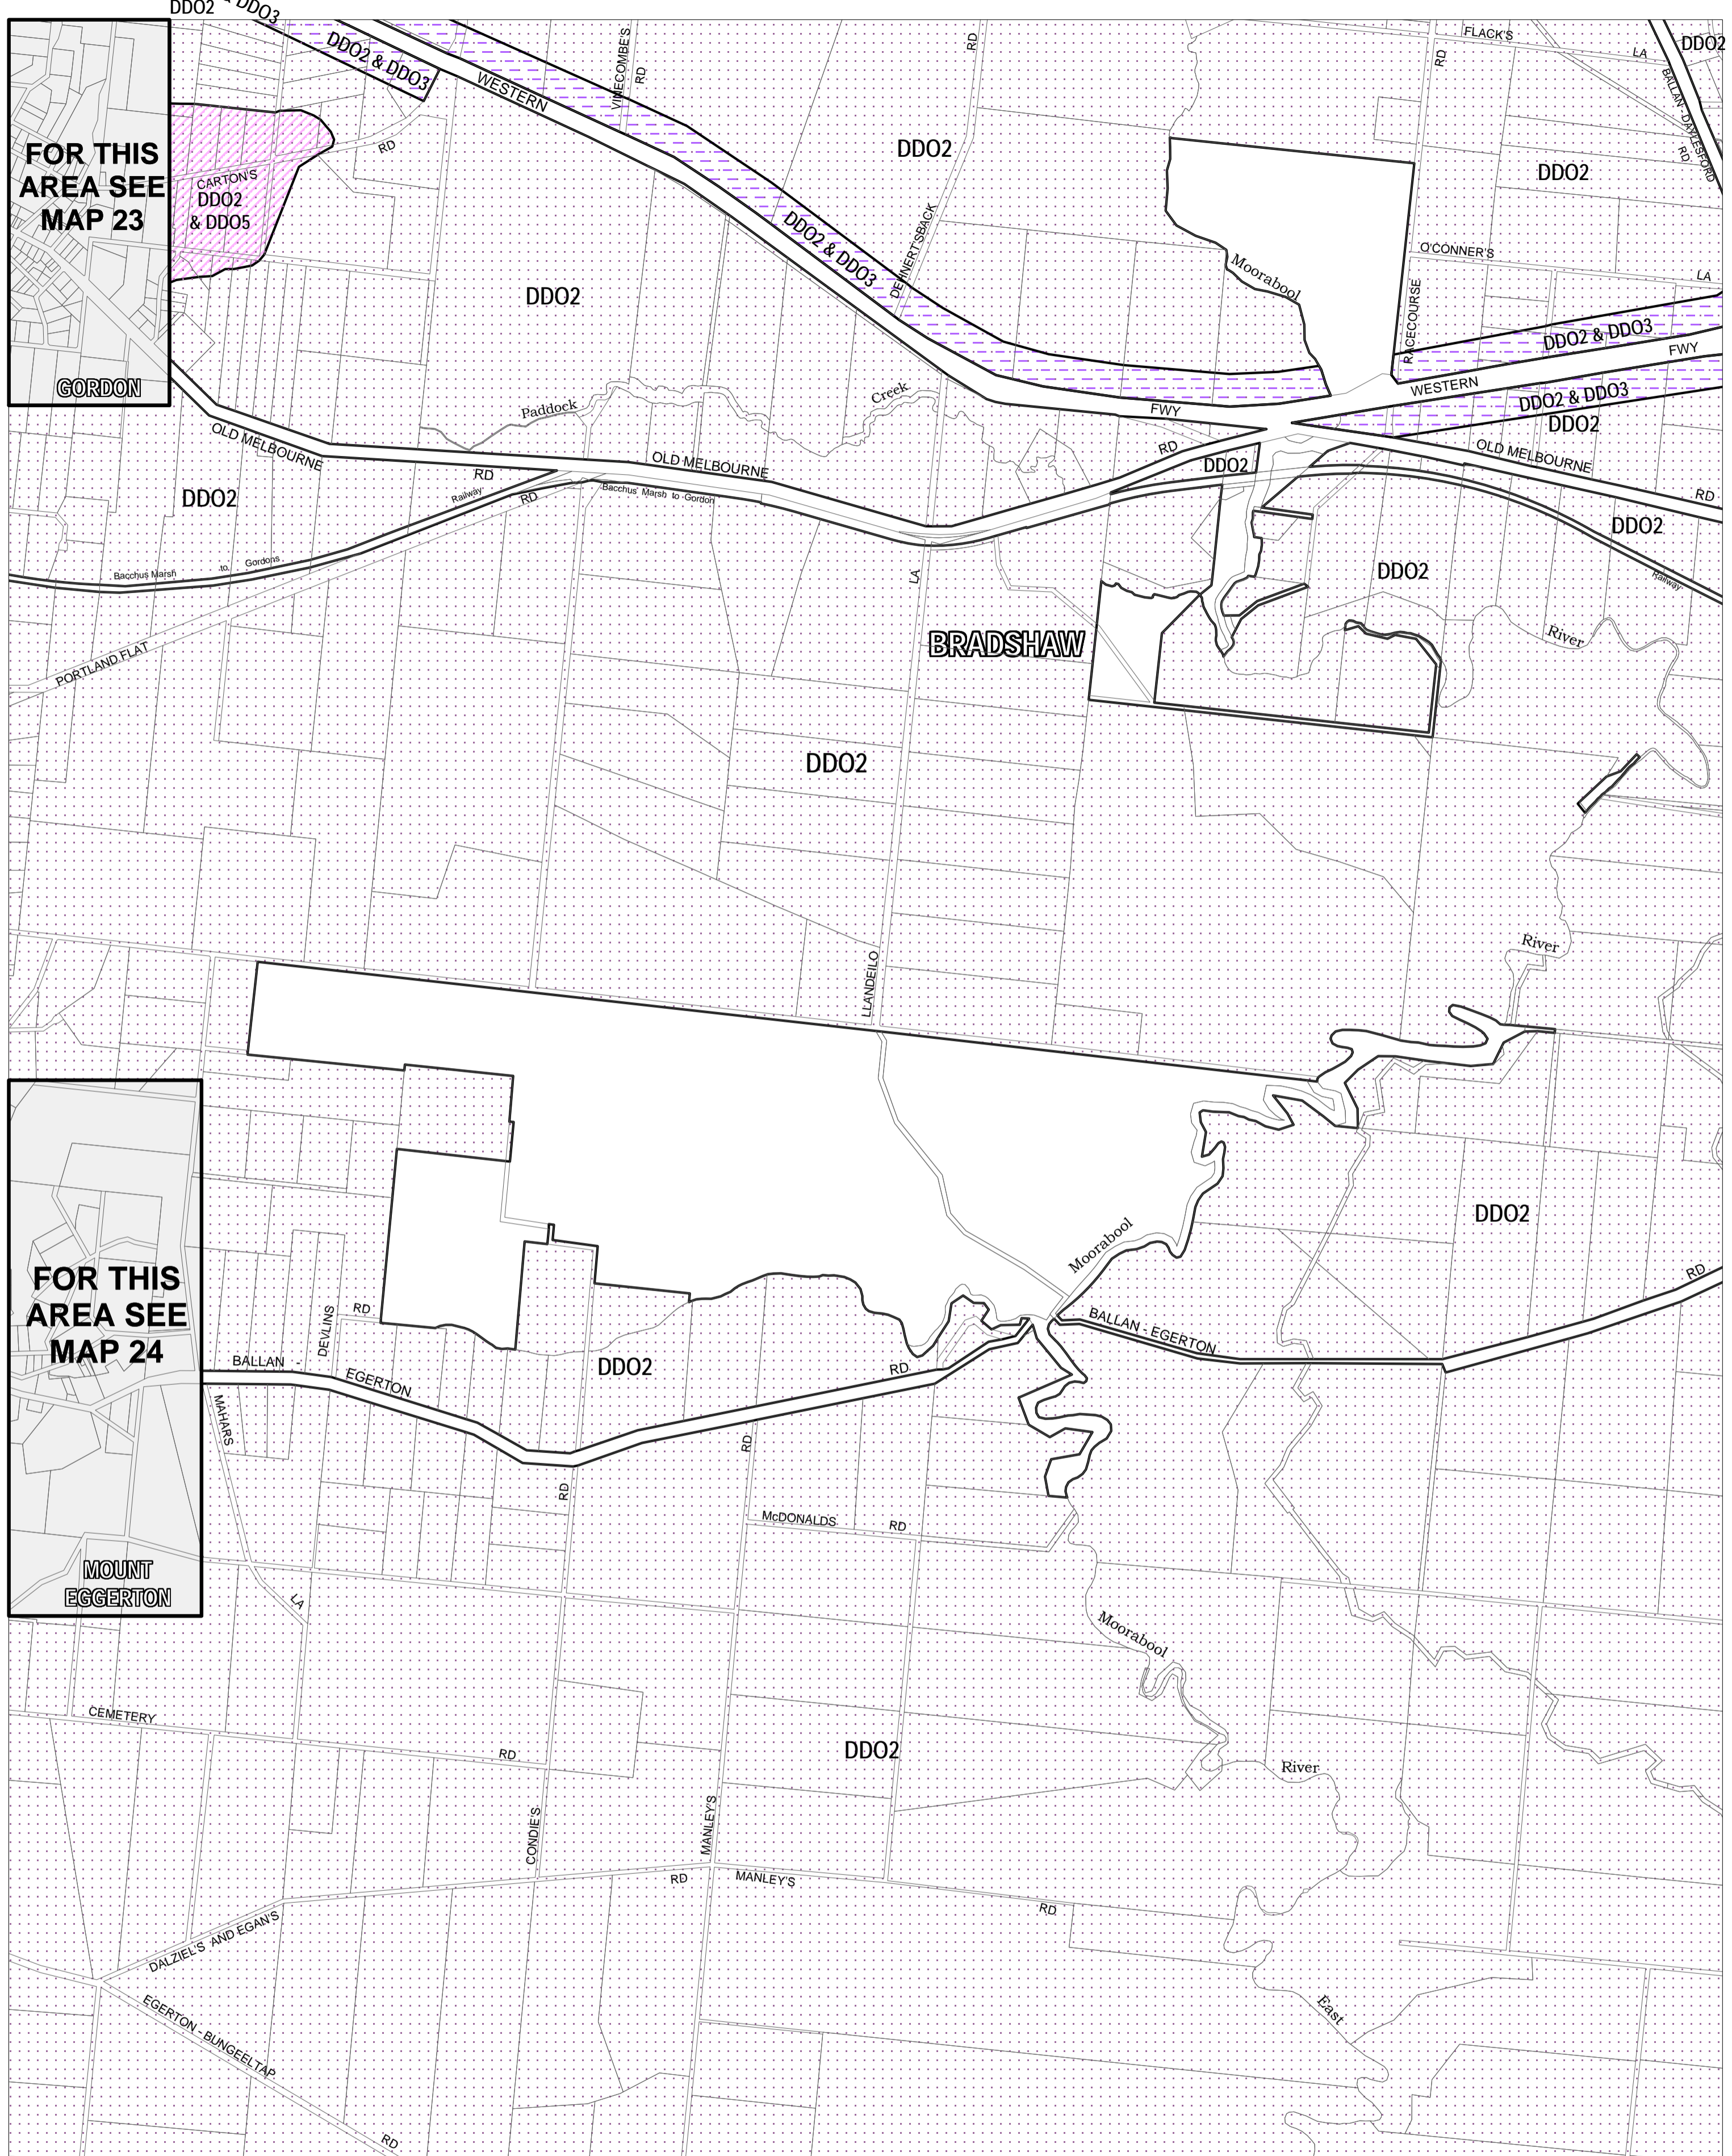 DDO2
& DDO3
DDO2 & DDO3
WESTERN
VINECOMBE'S
RD
RD
RD
FLACK'S
LA
DDO2
BALLAN - DAYLESFORD
RD
FOR THIS
AREA SEE
MAP 23
GORDON
CARTON'S
DDO2
& DDO5
RD
DDO2
DDO2
DDO2
DDO2 & DDO3
DEHNERT'SBACK
Moorabool
O'CONNER'S
LA
RACECOURSE
DDO2 & DDO3
FWY
WESTERN
DDO2 & DDO3
DDO2
FWY
Paddock
Creek
OLD MELBOURNE
RD
OLD MELBOURNE
RD
DDO2
OLD MELBOURNE
RD
DDO2
DDO2
Railway
RD
Bacchus Marsh to Gordon
Bacchus Marsh
to
Gordons
LA
DDO2
Railway
PORTLAND FLAT
BRADSHAW
River
DDO2
River
LLANDEILO
FOR THIS
AREA SEE
MAP 24
MOUNT
EGGERTON
Moorabool
DDO2
RD
DEVLINS
RD
BALLAN -
EGERTON
MAHARS
DDO2
RD
BALLAN - EGERTON
RD
RD
McDONALDS
RD
LA
Moorabool
CEMETERY
RD
DDO2
River
CONDIE'S
MANLEY'S
RD
MANLEY'S
RD
DALZIEL'S AND EGAN'S
EGERTON - BUNGEELTAP
RD
East